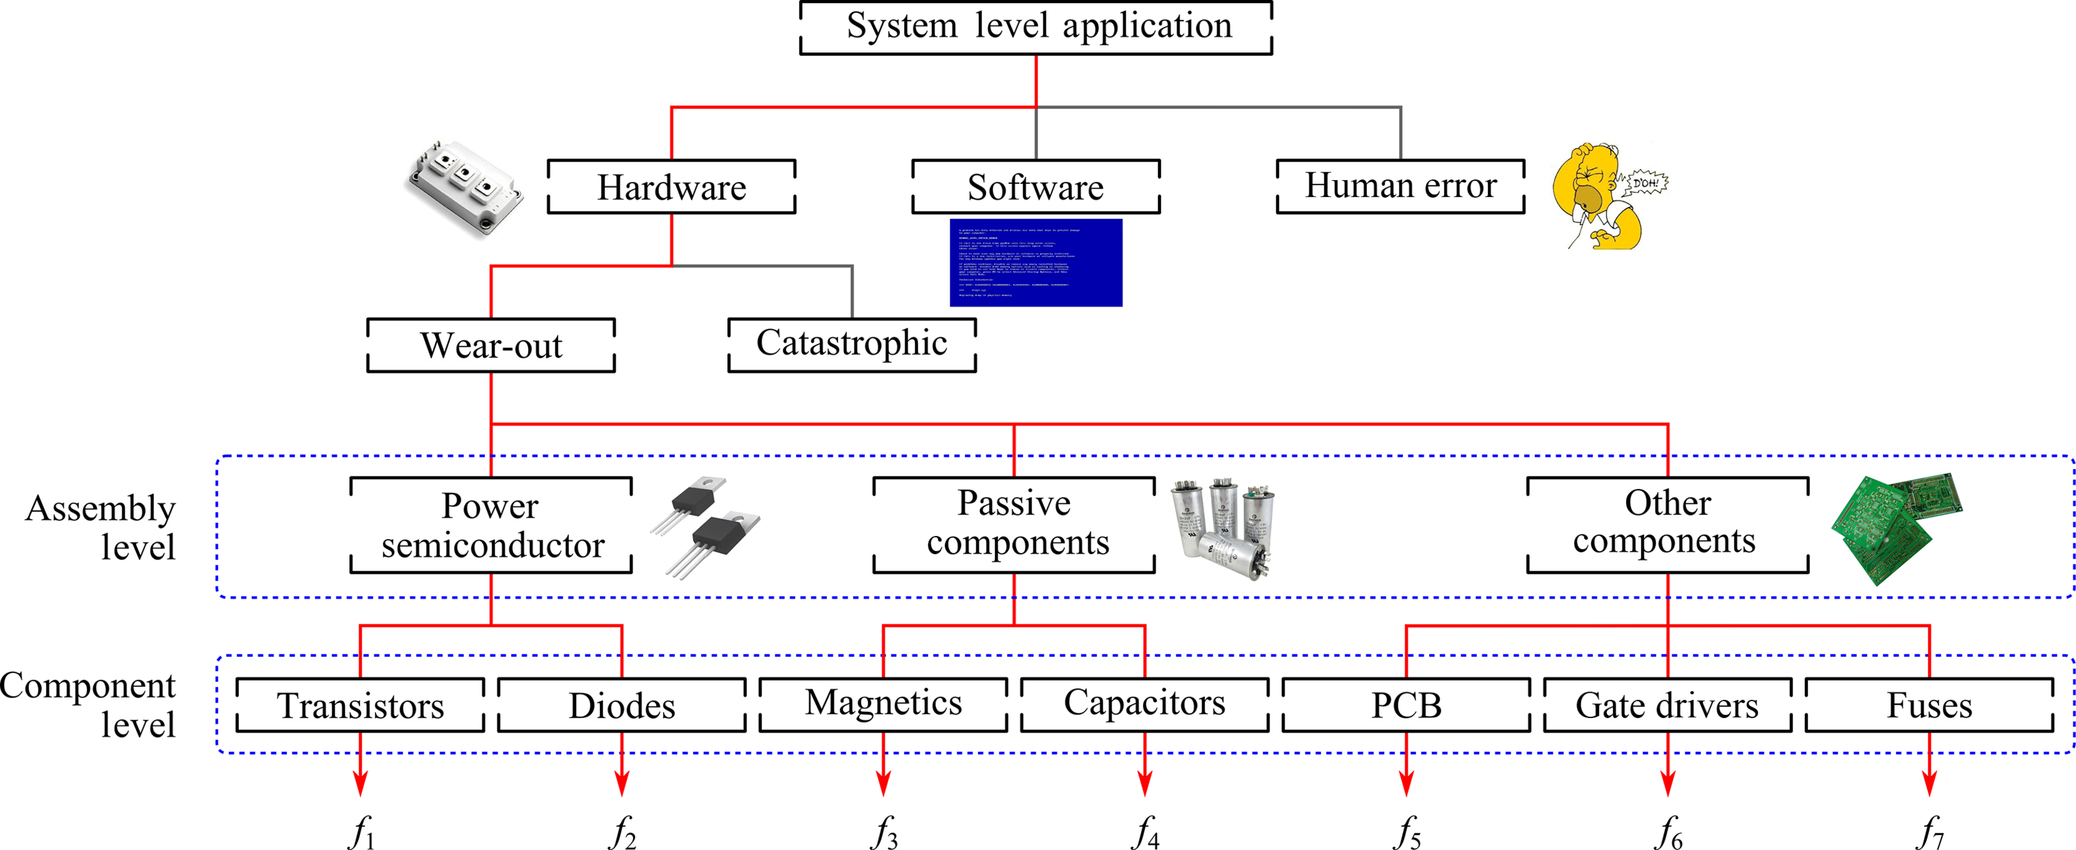 System level application
Hardware
Software
Human error
D'OH!
Wear-out
Catastrophic
Assembly
level
Power
semiconductor
Passive
components
Other
components
Component
level
Transistors
Diodes
Magnetics
Capacitors
PCB
Gate drivers
Fuses
f1
f2
f3
f4
f5
f6
f7